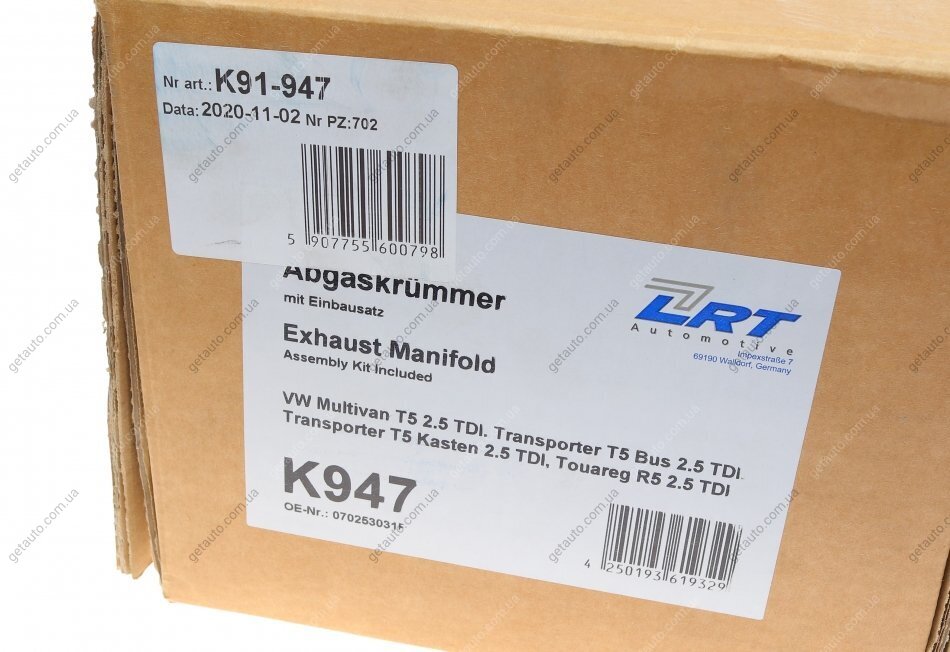 Nr art.: K91-947
Data: 2020-11-02 Nr PZ:702
5 907755 600798
Abgaskrümmer
mit Einbausatz
Exhaust Manifold
Assembly Kit Included
LRT
Automotive
Impexstraße 7
69190 Walldorf, Germany
VW Multivan T5 2.5 TDI. Transporter T5 Bus 2.5 TDI.
Transporter T5 Kasten 2.5 TDI, Touareg R5 2.5 TDI
K947
OE-Nr.:
4 250193 619329
getauto.com.ua